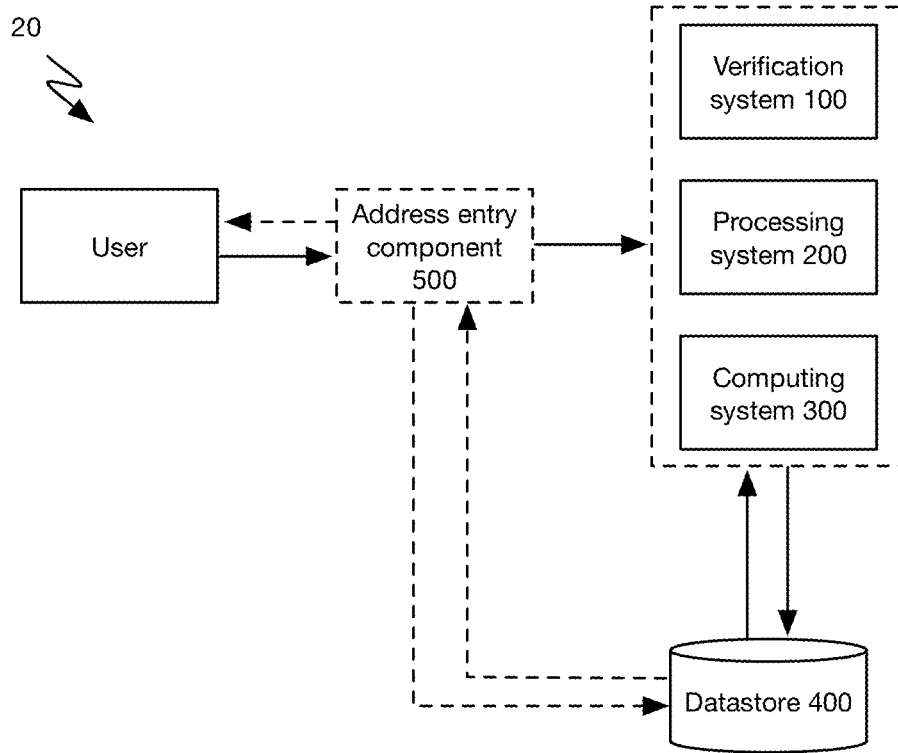 20
Verification
system 100
User
Address entry
component
500
Processing
system 200
Computing
system 300
Datastore 400